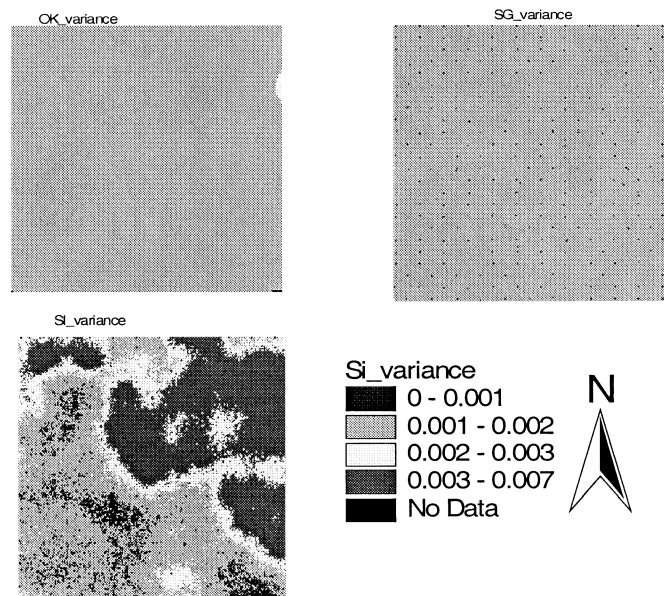 OK_variance
SG_variance
SI_variance
Si_variance
0 - 0.001
0.001 - 0.002
0.002 - 0.003
0.003 - 0.007
No Data
N